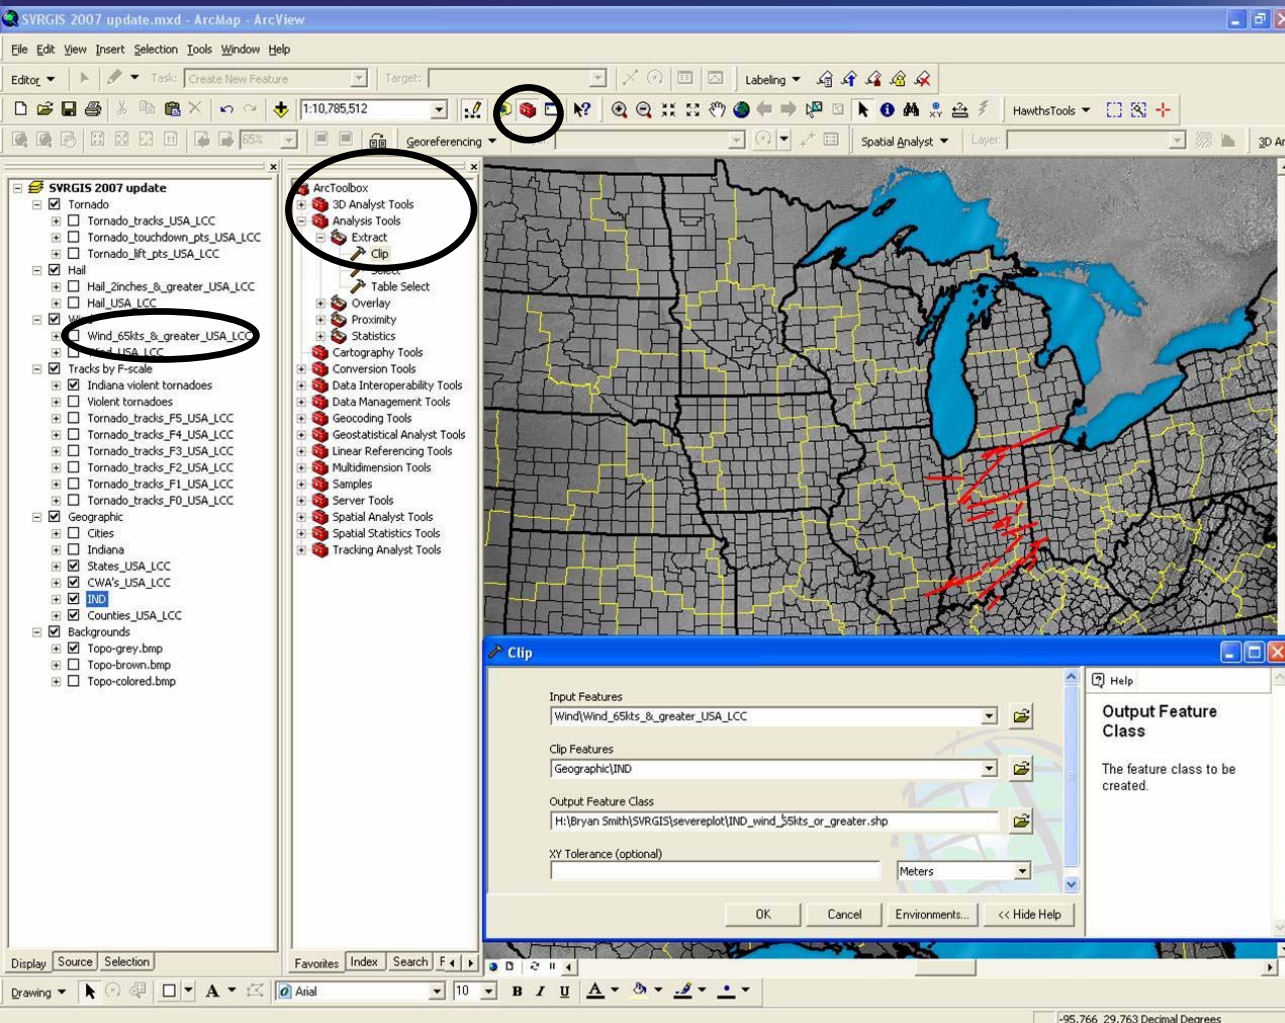 SVRGIS 2007 update.mxd - ArcMap - ArcView
File Edit View Insert Selection Tools Window Help
Editor Task: Create New Feature Target: Labeling
1:10,785,512 HawthsTools
65% Georeferencing Spatial Analyst Layer: 3D An
SVRGIS 2007 update
Tornado
Tornado_tracks_USA_LCC
Tornado_touchdown_pts_USA_LCC
Tornado_lift_pts_USA_LCC
Hail
Hail_2inches_&_greater_USA_LCC
Hail_USA_LCC
Wind_65kts_&_greater_USA_LCC
Wind_USA_LCC
Tracks by F-scale
Indiana violent tornadoes
Violent tornadoes
Tornado_tracks_F5_USA_LCC
Tornado_tracks_F4_USA_LCC
Tornado_tracks_F3_USA_LCC
Tornado_tracks_F2_USA_LCC
Tornado_tracks_F1_USA_LCC
Tornado_tracks_F0_USA_LCC
Geographic
Cities
Indiana
States_USA_LCC
CWA's_USA_LCC
IND
Counties_USA_LCC
Backgrounds
Topo-grey.bmp
Topo-brown.bmp
Topo-colored.bmp
Display Source Selection
ArcToolbox
3D Analyst Tools
Analysis Tools
Extract
Clip
Select
Table Select
Overlay
Proximity
Statistics
Cartography Tools
Conversion Tools
Data Interoperability Tools
Data Management Tools
Geocoding Tools
Geostatistical Analyst Tools
Linear Referencing Tools
Multidimension Tools
Samples
Server Tools
Spatial Analyst Tools
Spatial Statistics Tools
Tracking Analyst Tools
Favorites Index Search
Clip
Input Features
Wind\Wind_65kts_&_greater_USA_LCC
Clip Features
Geographic\IND
Output Feature Class
H:\Bryan Smith\SVRGIS\severeplot\IND_wind_65kts_or_greater.shp
XY Tolerance (optional)
Meters
OK Cancel Environments... << Hide Help
Help
Output Feature
Class
The feature class to be
created.
Drawing A Arial 10 B I U A
-95.766 29.763 Decimal Degrees